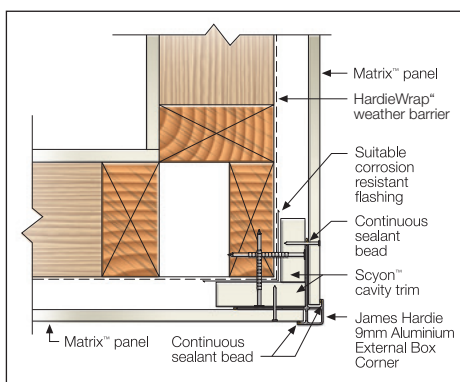 Matrix™ panel
HardieWrap®
weather barrier
Suitable
corrosion
resistant
flashing
Continuous
sealant
bead
Scyon™
cavity trim
James Hardie
9mm Aluminium
External Box
Corner
Matrix™ panel
Continuous
sealant bead